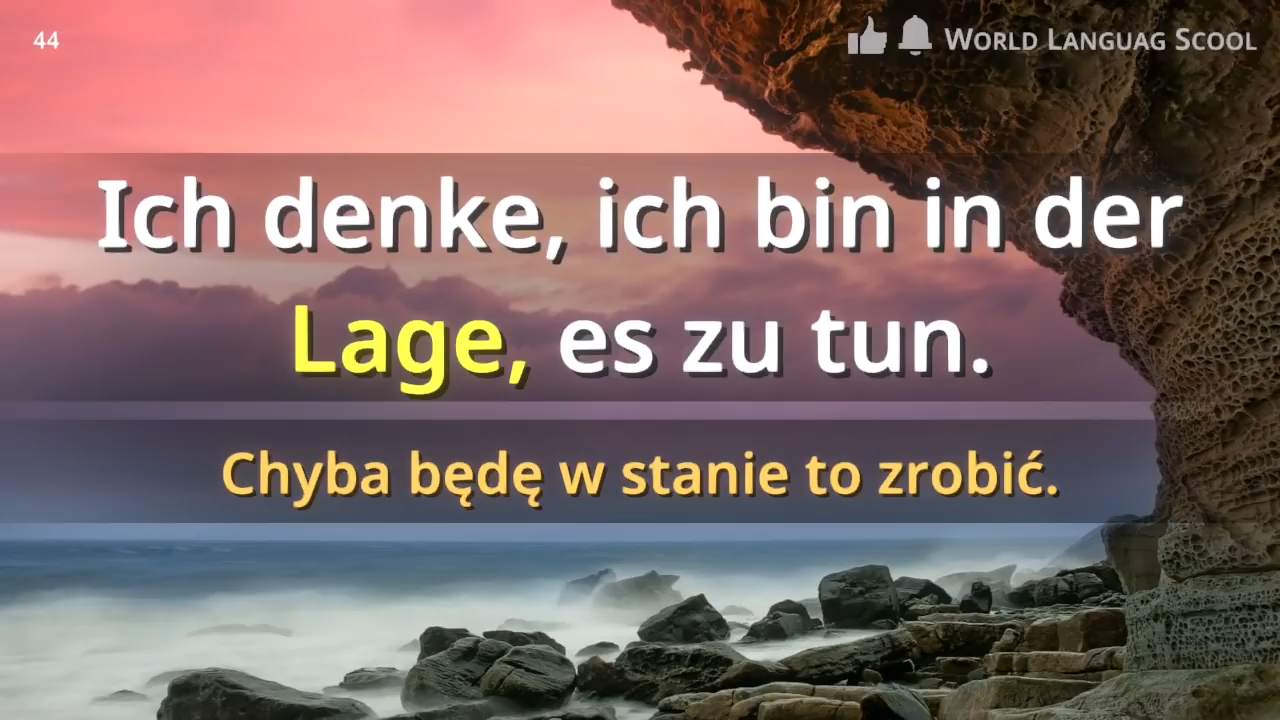 44
World Languag Scool
Ich denke, ich bin in der
Lage, es zu tun.
Chyba będę w stanie to zrobić.